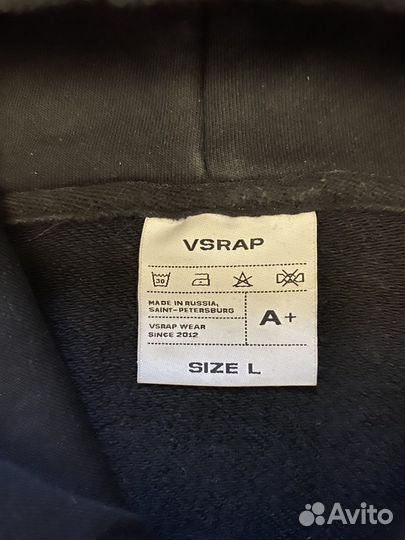 VSRAP
30
MADE IN RUSSIA,
SAINT-PETERSBURG
VSRAP WEAR
SINCE 2012
A+
SIZE L
Avito